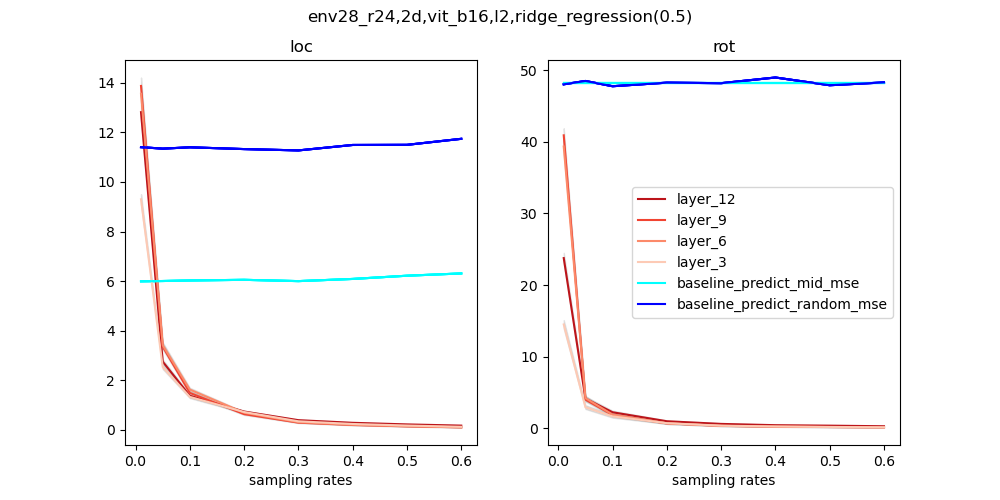 env28_r24,2d,vit_b16,l2,ridge_regression(0.5)
loc
14
12
10
8
6
4
2
0
0.0 0.1 0.2 0.3 0.4 0.5 0.6
sampling rates
rot
50
40
30
20
10
0
layer_12
layer_9
layer_6
layer_3
baseline_predict_mid_mse
baseline_predict_random_mse
0.0 0.1 0.2 0.3 0.4 0.5 0.6
sampling rates